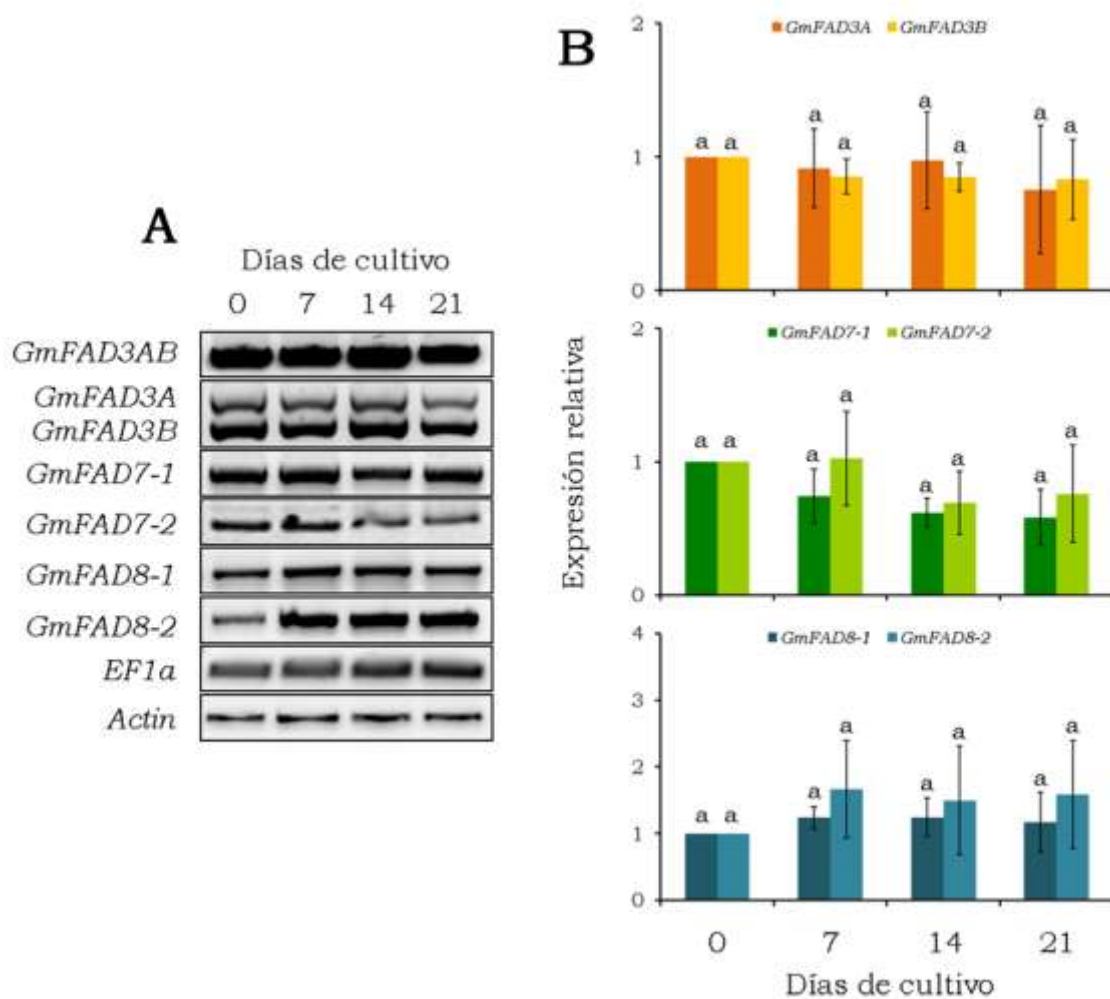 A
Días de cultivo
0 7 14 21
GmFAD3AB
GmFAD3A
GmFAD3B
GmFAD7-1
GmFAD7-2
GmFAD8-1
GmFAD8-2
EF1a
Actin
B
Expresión relativa
GmFAD3A GmFAD3B
2
1
0
a a a a a a a a
GmFAD7-1 GmFAD7-2
2
1
0
a a a a a a a a
GmFAD8-1 GmFAD8-2
4
3
2
1
0
a a a a a a a a
0 7 14 21
Días de cultivo